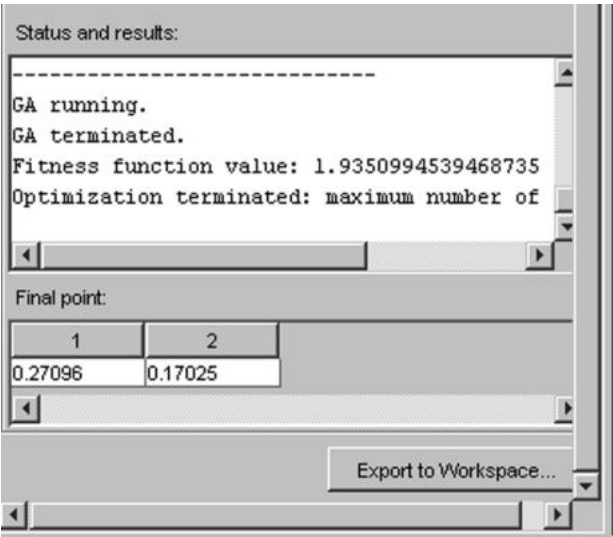 Status and results:
------------------------------
GA running.
GA terminated.
Fitness function value: 1.9350994539468735
Optimization terminated: maximum number of
Final point:
1 2
0.27096 0.17025
Export to Workspace...